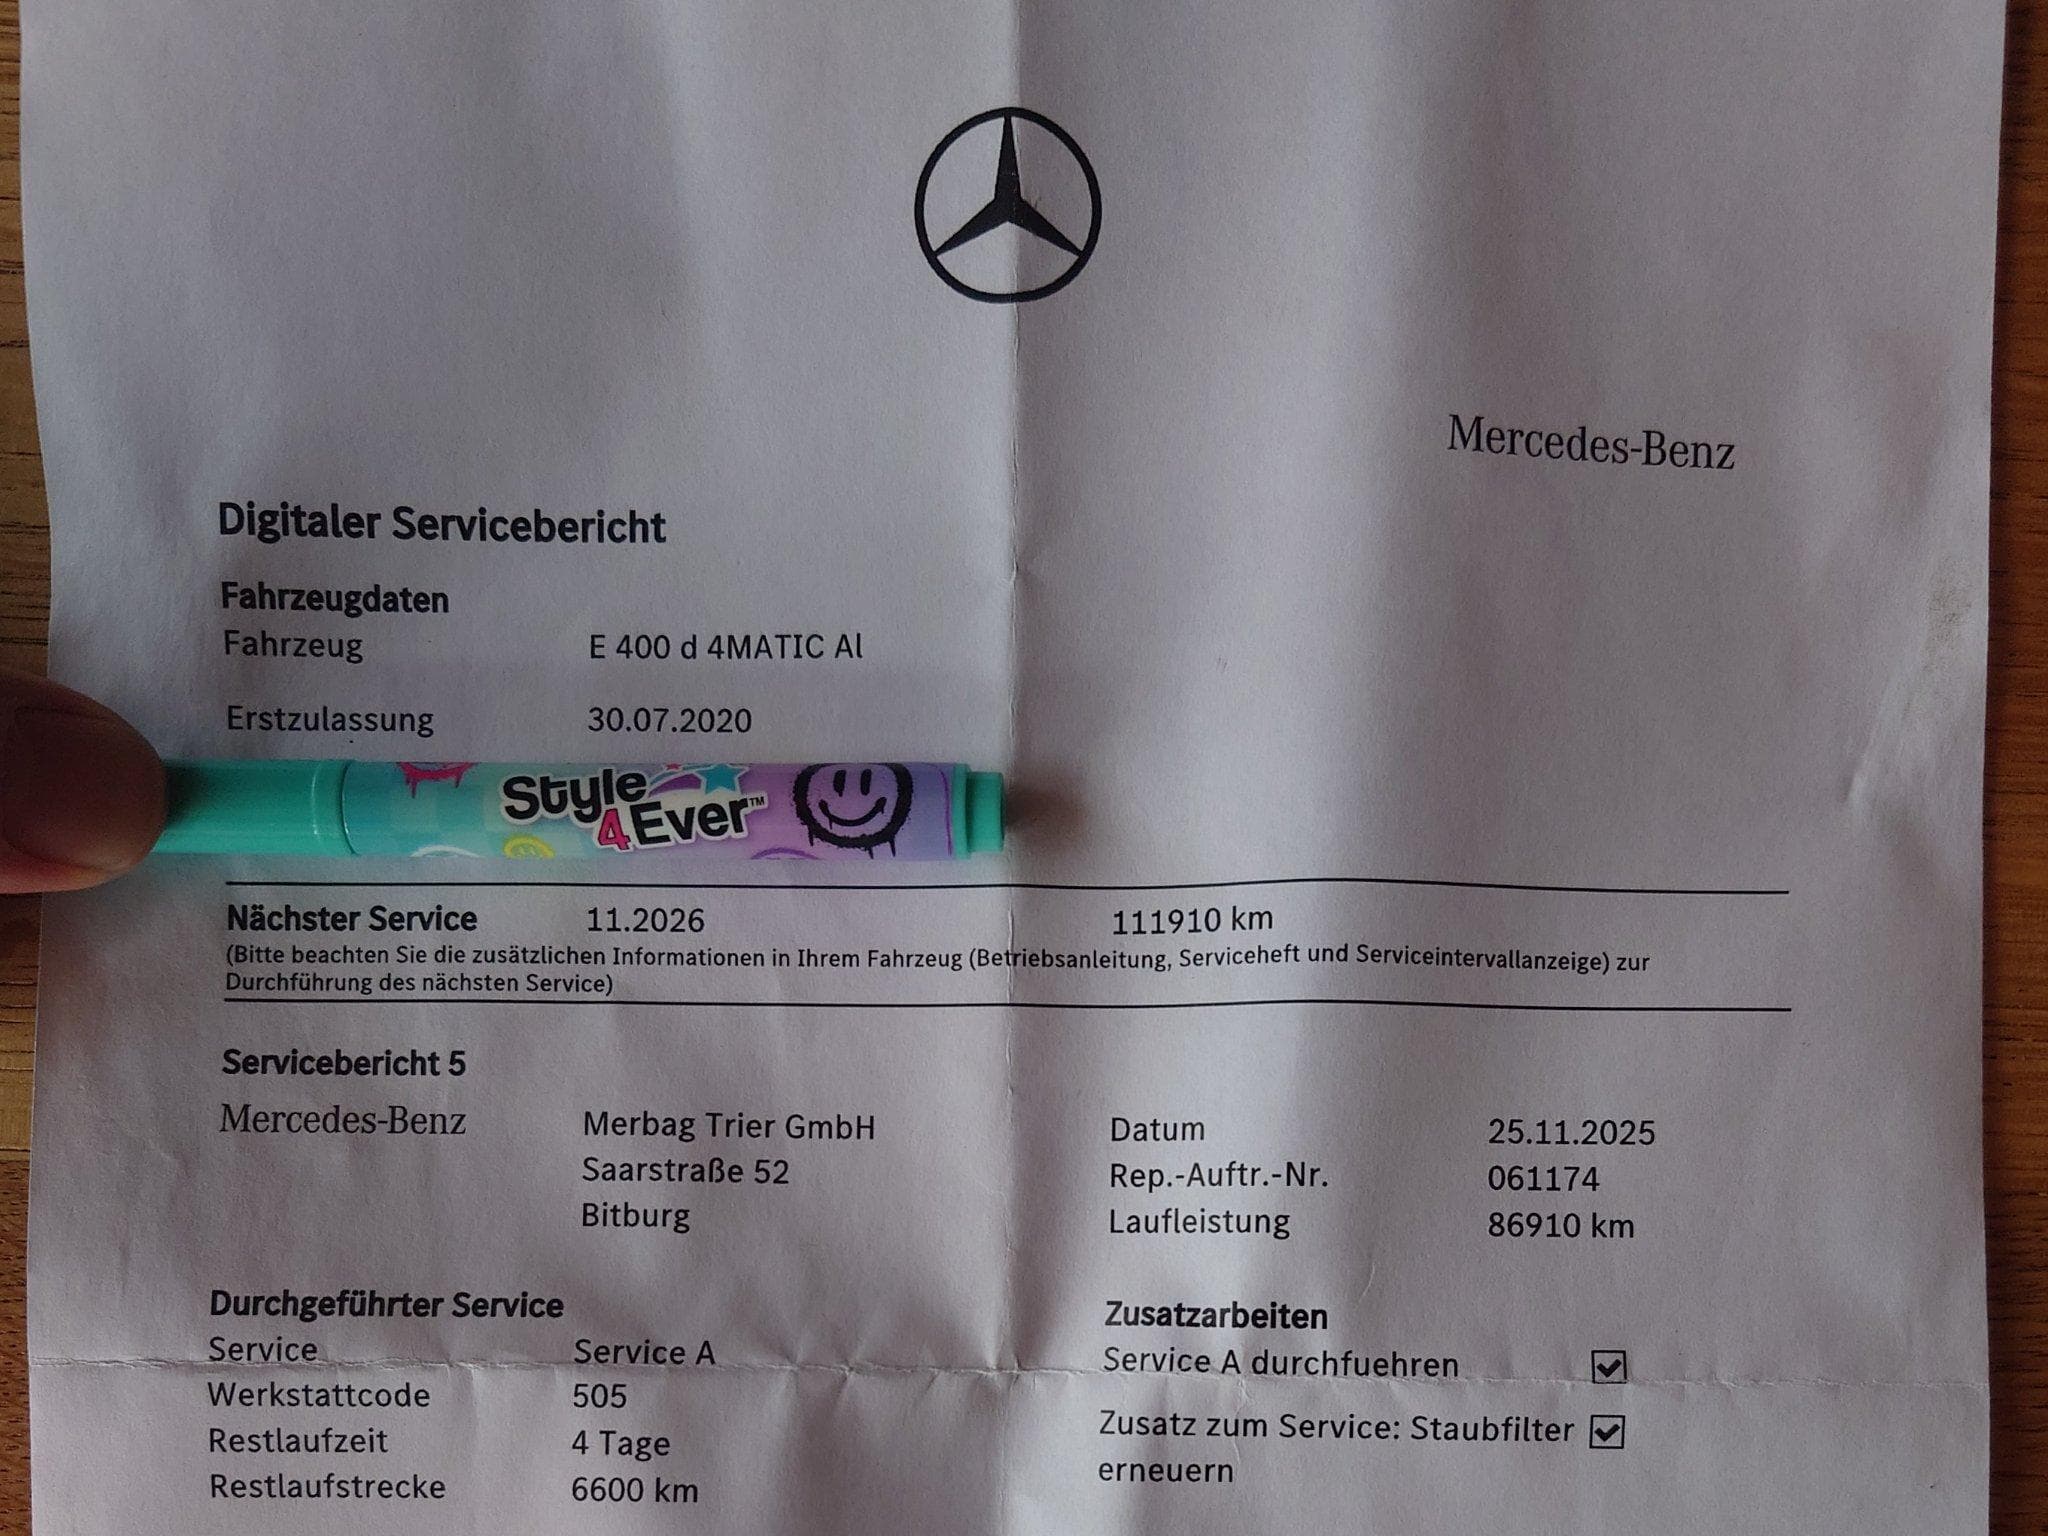 Mercedes-Benz
Digitaler Servicebericht
Fahrzeugdaten
Fahrzeug E 400 d 4MATIC Al
Erstzulassung 30.07.2020
Style
4Ever™
Nächster Service 11.2026 111910 km
(Bitte beachten Sie die zusätzlichen Informationen in Ihrem Fahrzeug (Betriebsanleitung, Serviceheft und Serviceintervallanzeige) zur
Durchführung des nächsten Service)
Servicebericht 5
Mercedes-Benz Merbag Trier GmbH Datum 25.11.2025
Saarstraße 52 Rep.-Auftr.-Nr. 061174
Bitburg Laufleistung 86910 km
Durchgeführter Service Zusatzarbeiten
Service Service A Service A durchfuehren
Werkstattcode 505 Zusatz zum Service: Staubfilter
Restlaufzeit 4 Tage erneuern
Restlaufstrecke 6600 km